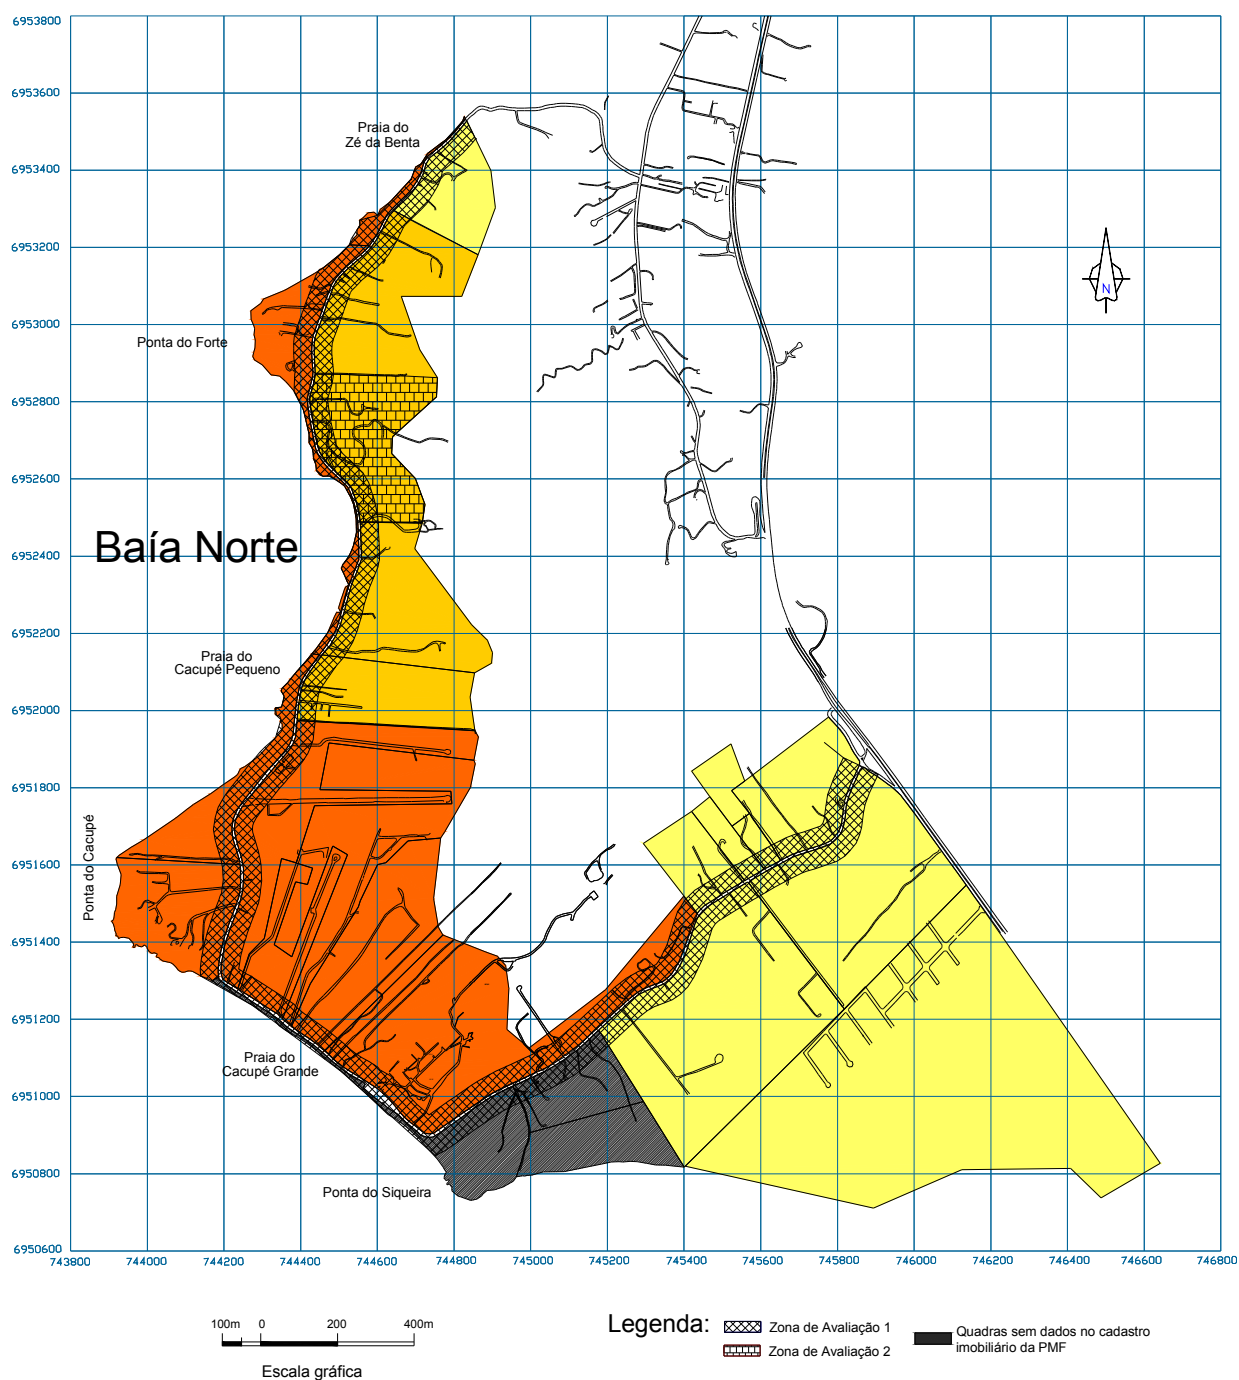 6953800
6953600
Praia do
Zé da Benta
6953400
6953200
N
6953000
Ponta do Forte
6952800
6952600
Baía Norte
6952400
6952200
Praia do
Cacupé Pequeno
6952000
6951800
Ponta do Cacupé
6951600
6951400
6951200
Praia do
Cacupé Grande
6951000
6950800
Ponta do Siqueira
6950600
743800 744000 744200 744400 744600 744800 745000 745200 745400 745600 745800 746000 746200 746400 746600 746800
100m 0 200 400m
Escala gráfica
Legenda:
Zona de Avaliação 1
Zona de Avaliação 2
Quadras sem dados no cadastro
imobiliário da PMF